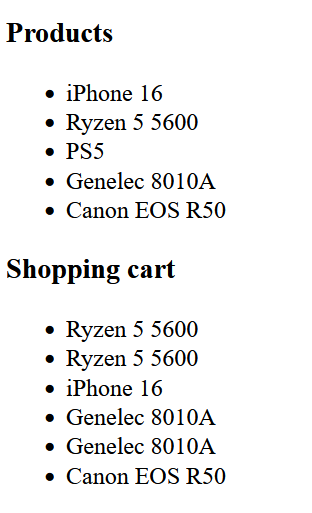 Products
iPhone 16
Ryzen 5 5600
PS5
Genelec 8010A
Canon EOS R50
Shopping cart
Ryzen 5 5600
Ryzen 5 5600
iPhone 16
Genelec 8010A
Genelec 8010A
Canon EOS R50